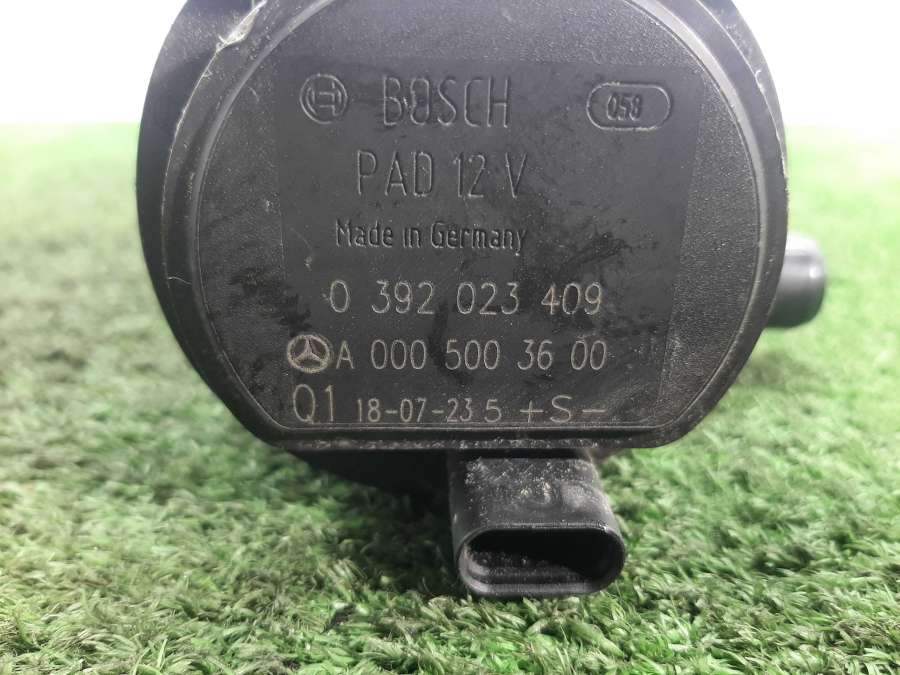 BOSCH 058
PAD 12 V
Made in Germany
0 392 023 409
A 000 500 36 00
Q1 18-07-23 5 +S-